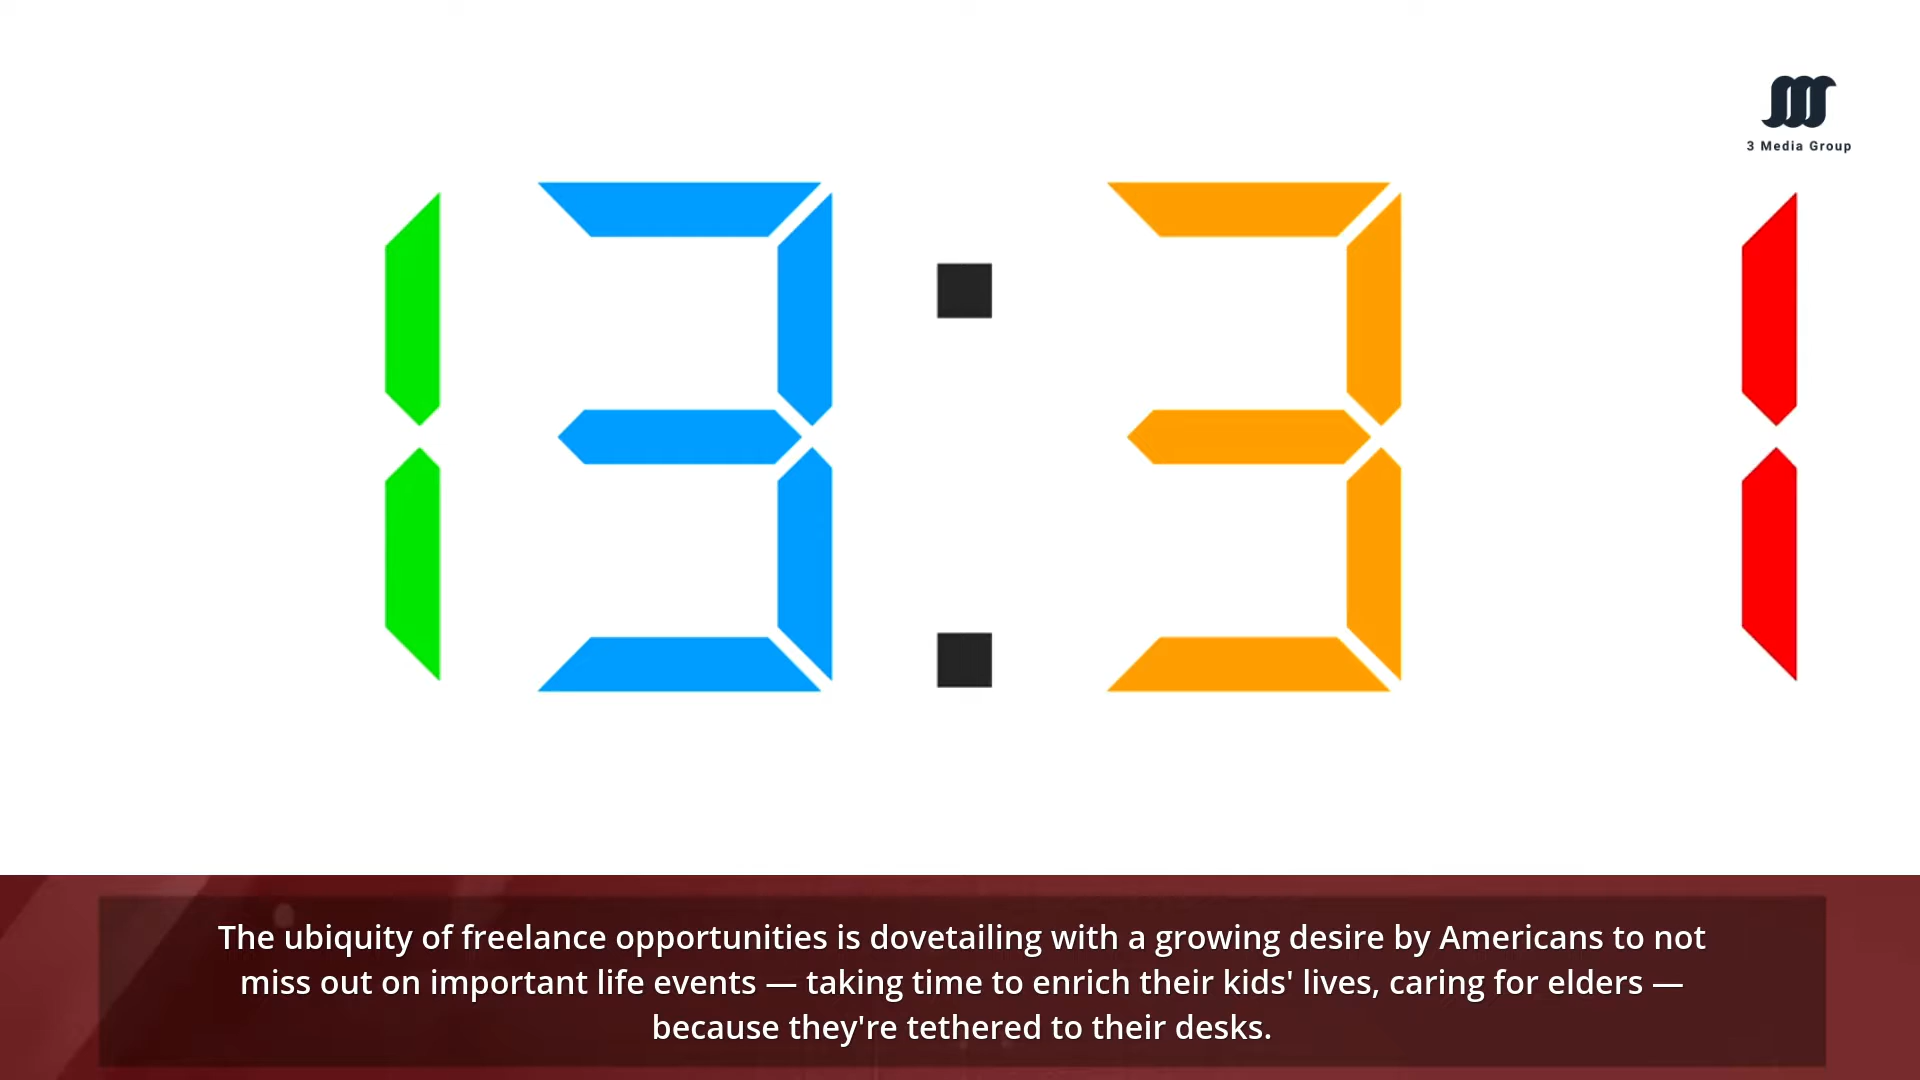 3 Media Group
13:31
The ubiquity of freelance opportunities is dovetailing with a growing desire by Americans to not
miss out on important life events — taking time to enrich their kids' lives, caring for elders —
because they're tethered to their desks.